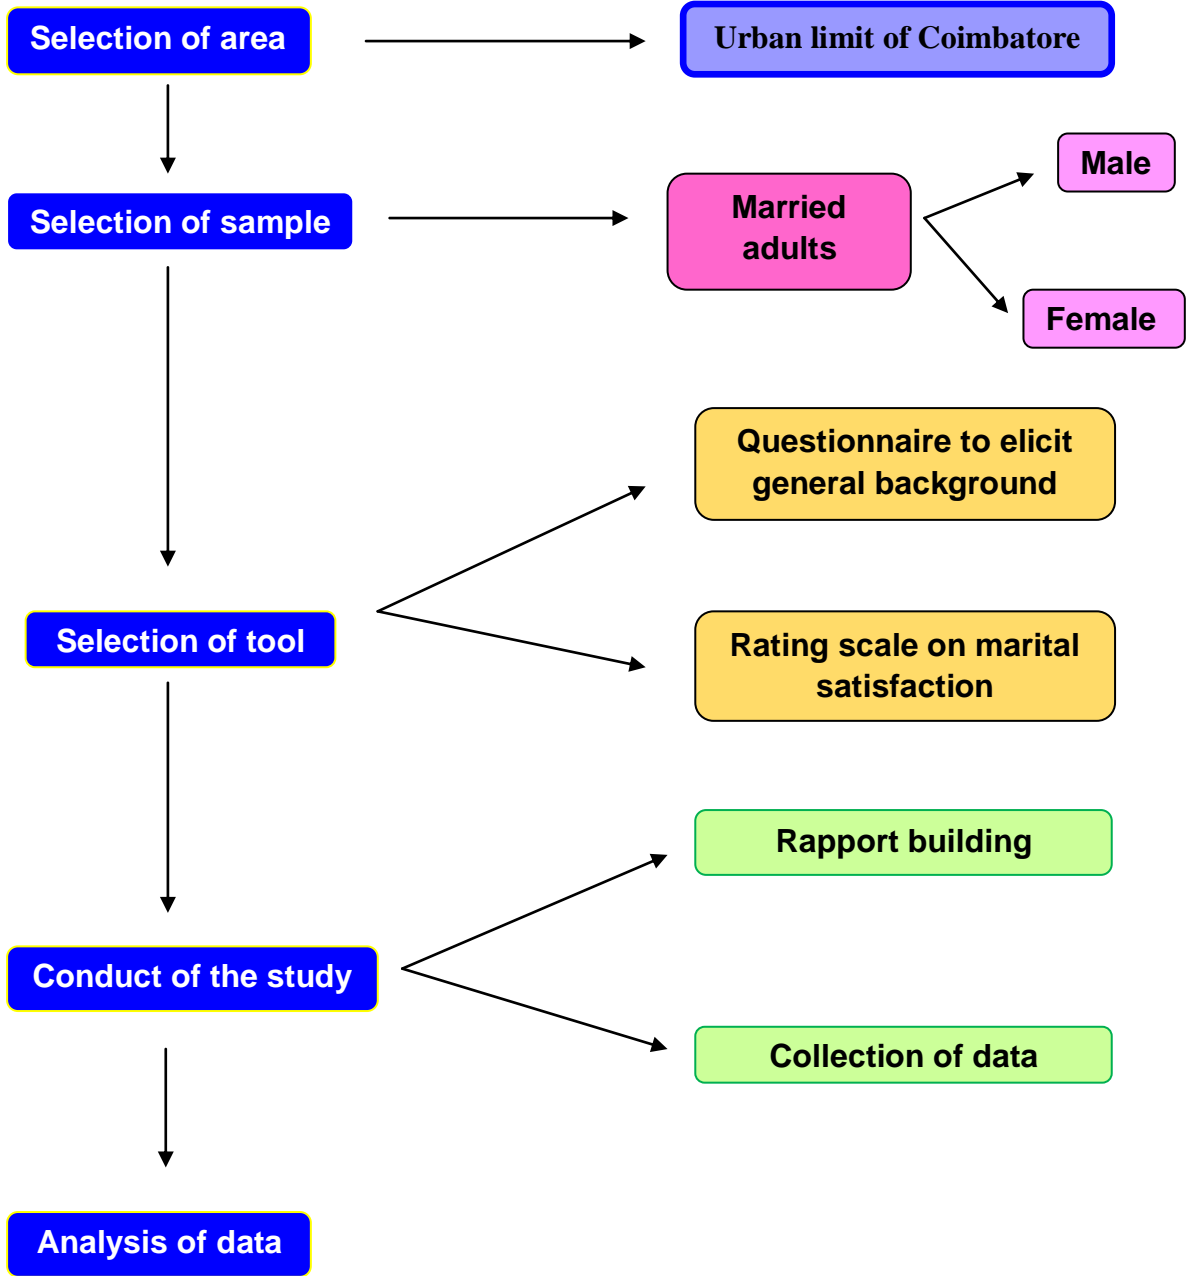 Selection of area
Urban limit of Coimbatore
Selection of sample
Married
adults
Male
Female
Questionnaire to elicit
general background
Selection of tool
Rating scale on marital
satisfaction
Rapport building
Conduct of the study
Collection of data
Analysis of data